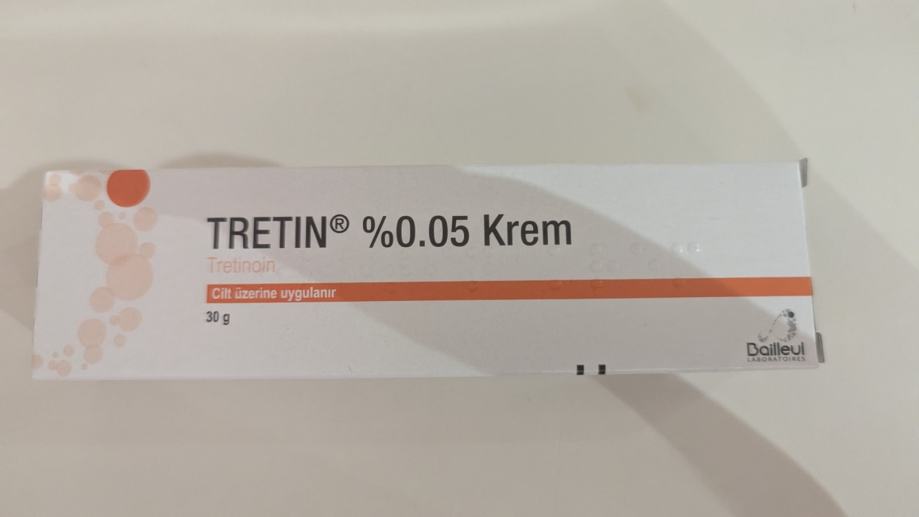 TRETIN® %0.05 Krem
Tretinoin
Cilt üzerine uygulanır
30 g
Bailleul
LABORATOIRES